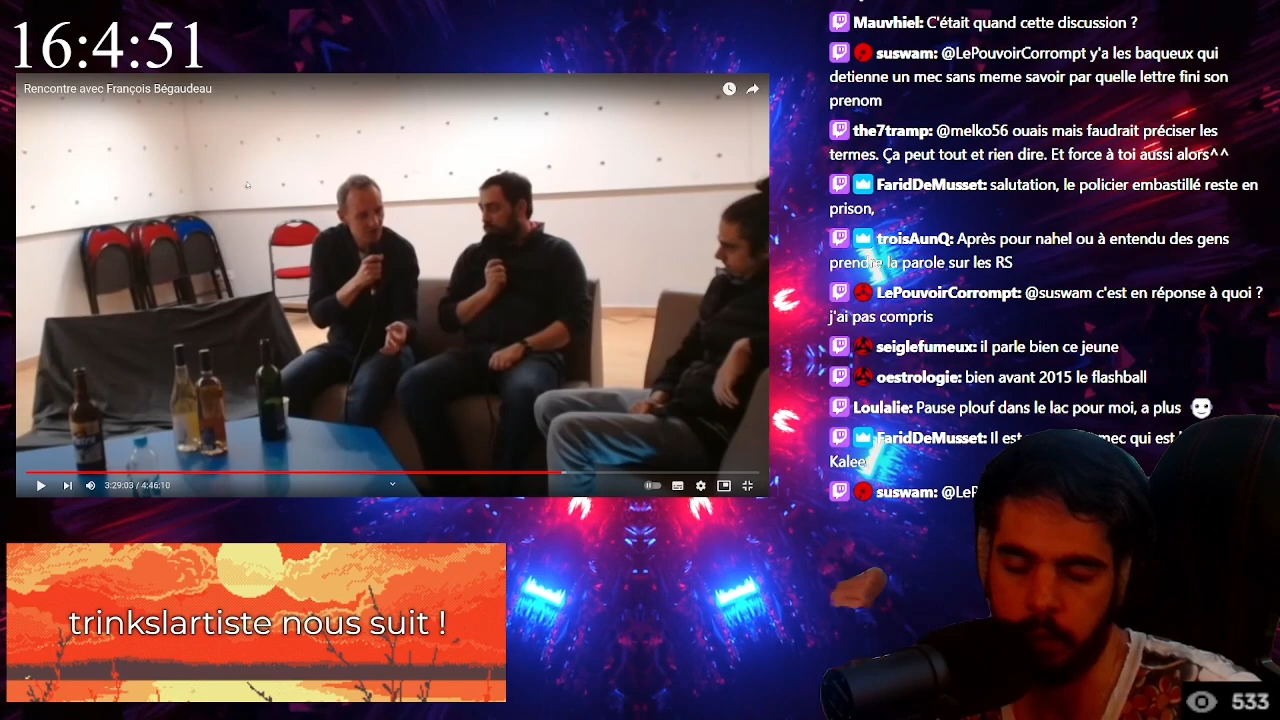 16:4:51
Rencontre avec François Bégaudeau
3:29:03 / 4:46:10
trinkslartiste nous suit !
Mauvhiel: C'était quand cette discussion ?
suswam: @LePouvoirCorrompt y'a les baqueux qui
detienne un mec sans meme savoir par quelle lettre fini son
prenom
the7tramp: @melko56 ouais mais faudrait préciser les
termes. Ça peut tout et rien dire. Et force à toi aussi alors^^
FaridDeMusset: salutation, le policier embastillé reste en
prison,
troisAunQ: Après pour nahel ou à entendu des gens
prendre la parole sur les RS
LePouvoirCorrompt: @suswam c'est en réponse à quoi ?
j'ai pas compris
seiglefumeux: il parle bien ce jeune
oestrologie: bien avant 2015 le flashball
Loulalie: Pause plouf dans le lac pour moi, a plus
FaridDeMusset: Il est mec qui est
suswam:
533